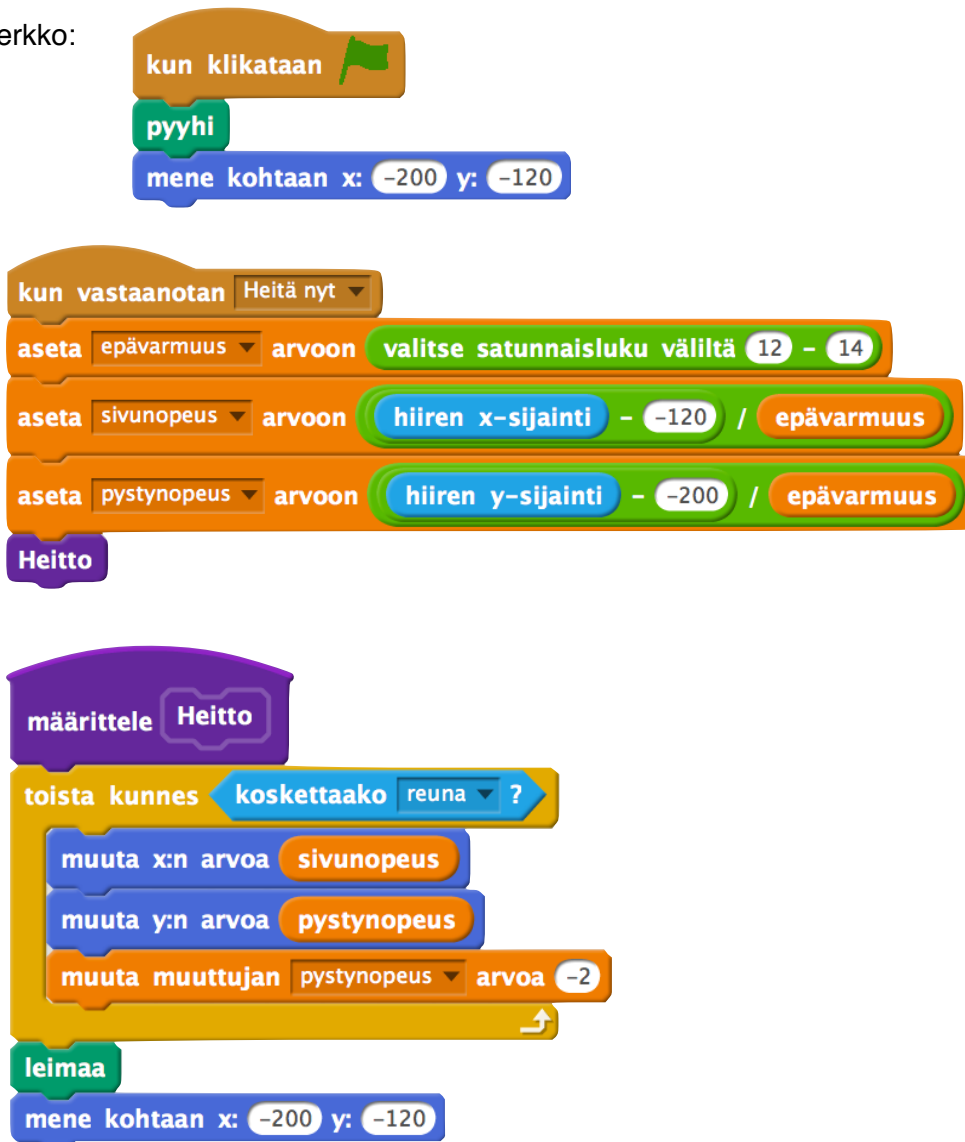 erkko:
kun klikataan
pyyhi
mene kohtaan x: -200 y: -120
kun vastaanotan Heitä nyt
aseta epävarmuus arvoon valitse satunnaisluku väliltä 12 - 14
aseta sivunopeus arvoon hiiren x-sijainti - -120 / epävarmuus
aseta pystynopeus arvoon hiiren y-sijainti - -200 / epävarmuus
Heitto
määrittele Heitto
toista kunnes koskettaako reuna ?
muuta x:n arvoa sivunopeus
muuta y:n arvoa pystynopeus
muuta muuttujan pystynopeus arvoa -2
leimaa
mene kohtaan x: -200 y: -120